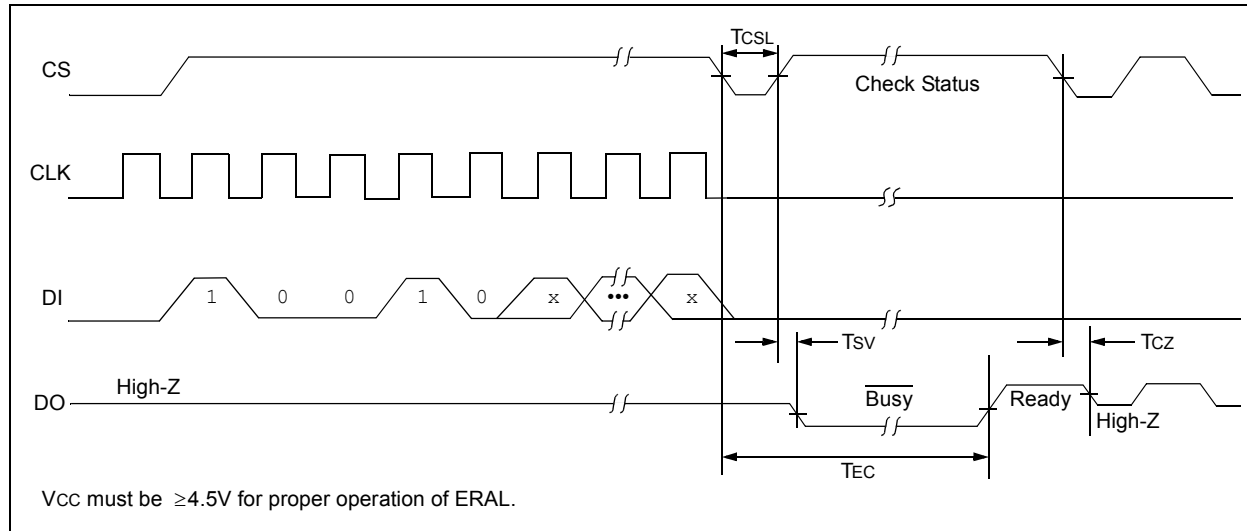 TCSL
CS
Check Status
CLK
DI
1 0 0 1 0 x ••• x
TSV
TCZ
High-Z
DO
Busy
Ready
High-Z
TEC
VCC must be ≥4.5V for proper operation of ERAL.